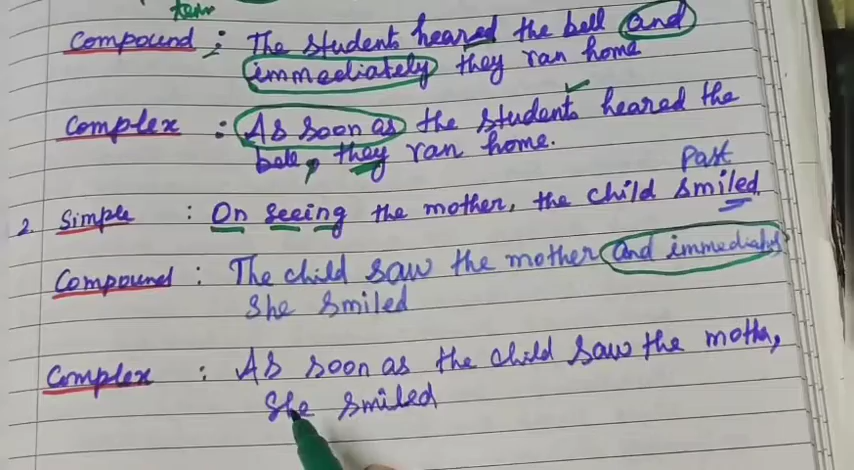 Compound : The students heared the bell and
immediately they ran home
Complex : As soon as the students heared the
bell, they ran home.
Past
2. Simple : On seeing the mother, the child smiled.
Compound : The child saw the mother and immediately
she smiled
Complex : As soon as the child saw the mother,
She smiled